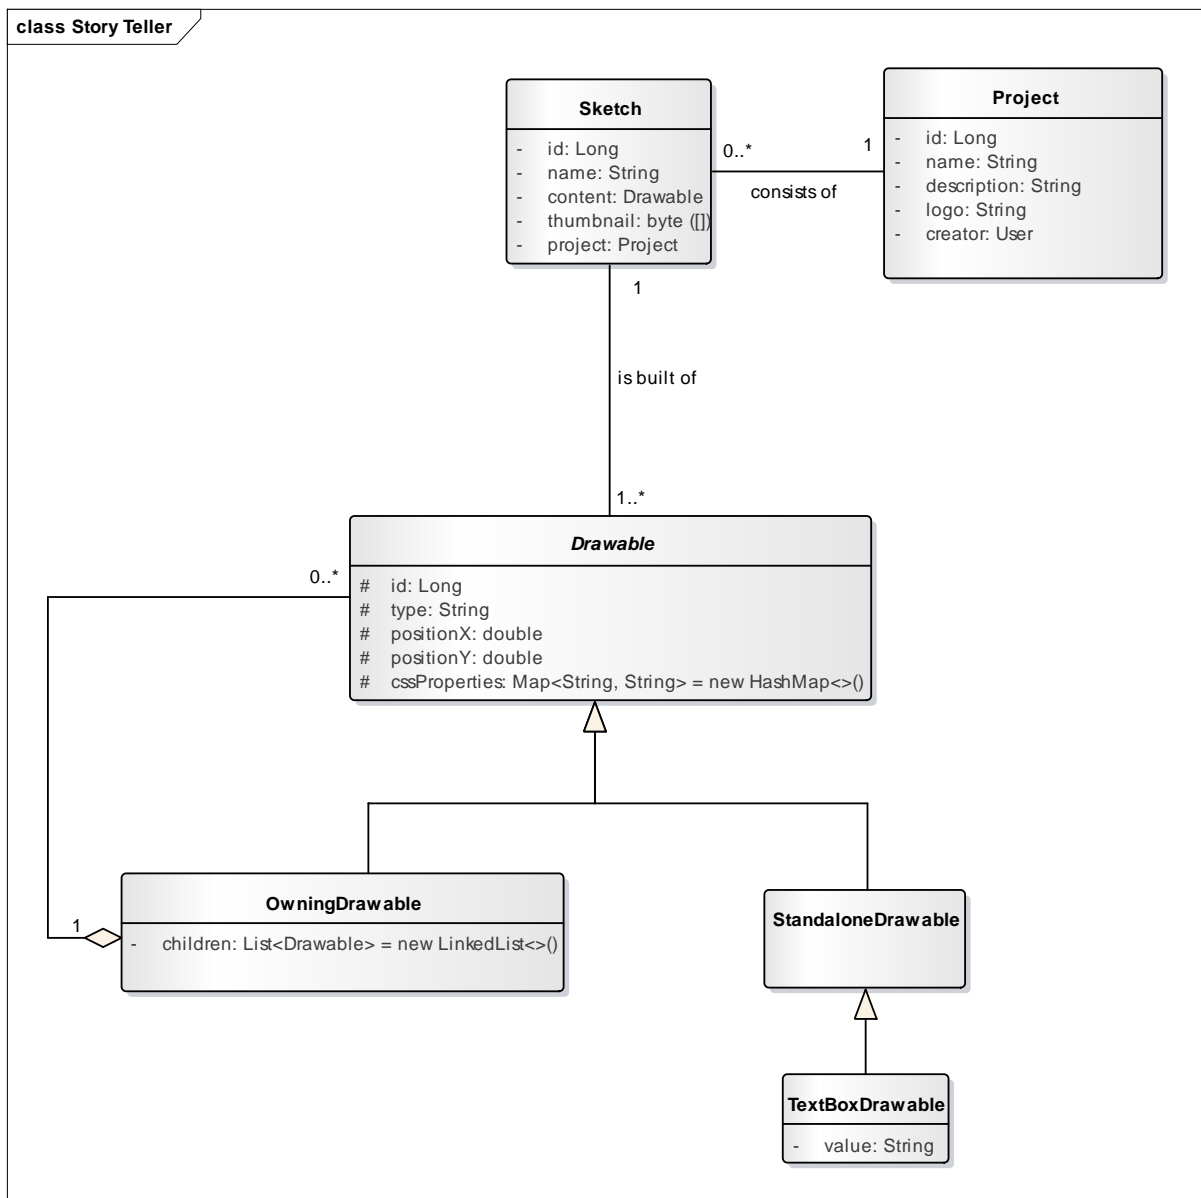 class Story Teller
Sketch
- id: Long
- name: String
- content: Drawable
- thumbnail: byte ([])
- project: Project
Project
- id: Long
- name: String
- description: String
- logo: String
- creator: User
0..*
1
consists of
1
is built of
1..*
Drawable
# id: Long
# type: String
# positionX: double
# positionY: double
# cssProperties: Map<String, String> = new HashMap<>()
0..*
1
OwningDrawable
- children: List<Drawable> = new LinkedList<>()
StandaloneDrawable
TextBoxDrawable
- value: String